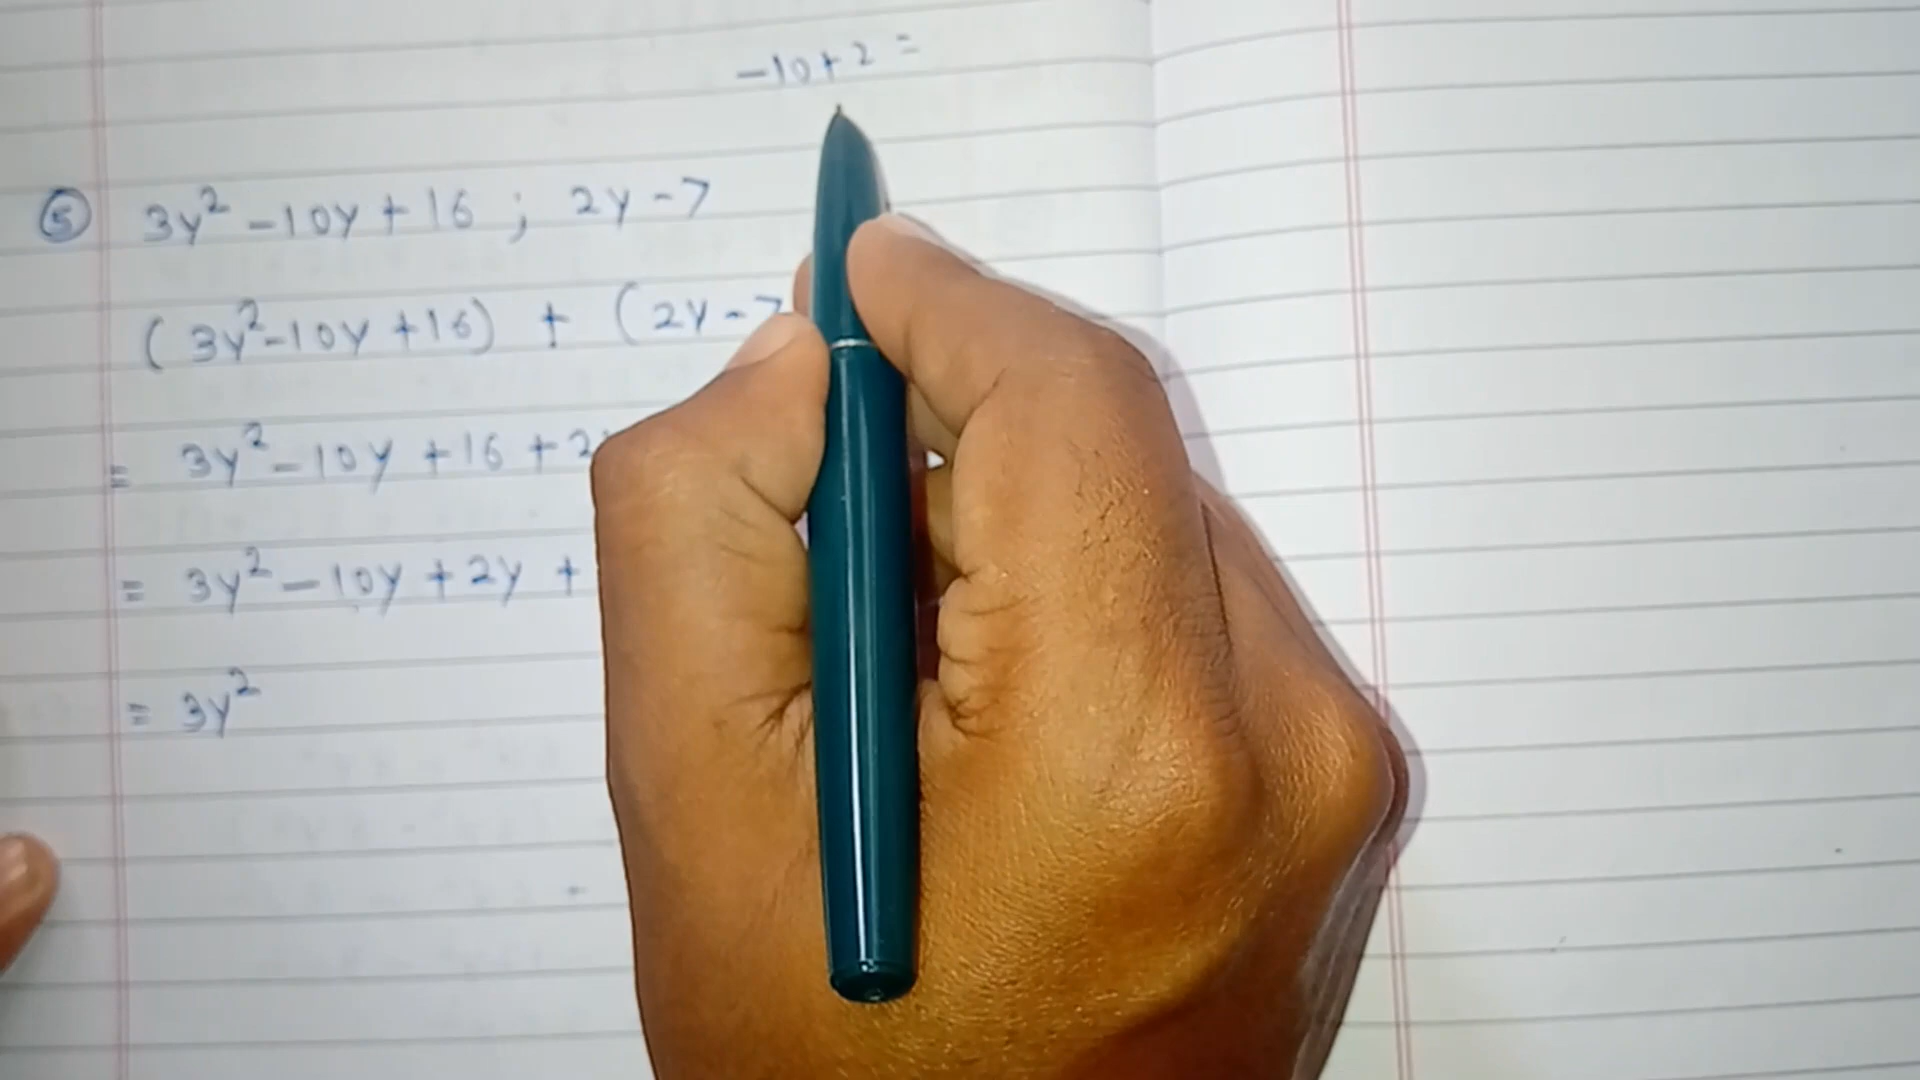 -10+2 =
⑤ 3y² -10y + 16 ; 2y - 7
(3y²-10y +16) + (2y - 7
= 3y² - 10y + 16 + 2
= 3y² - 10y + 2y +
= 3y²